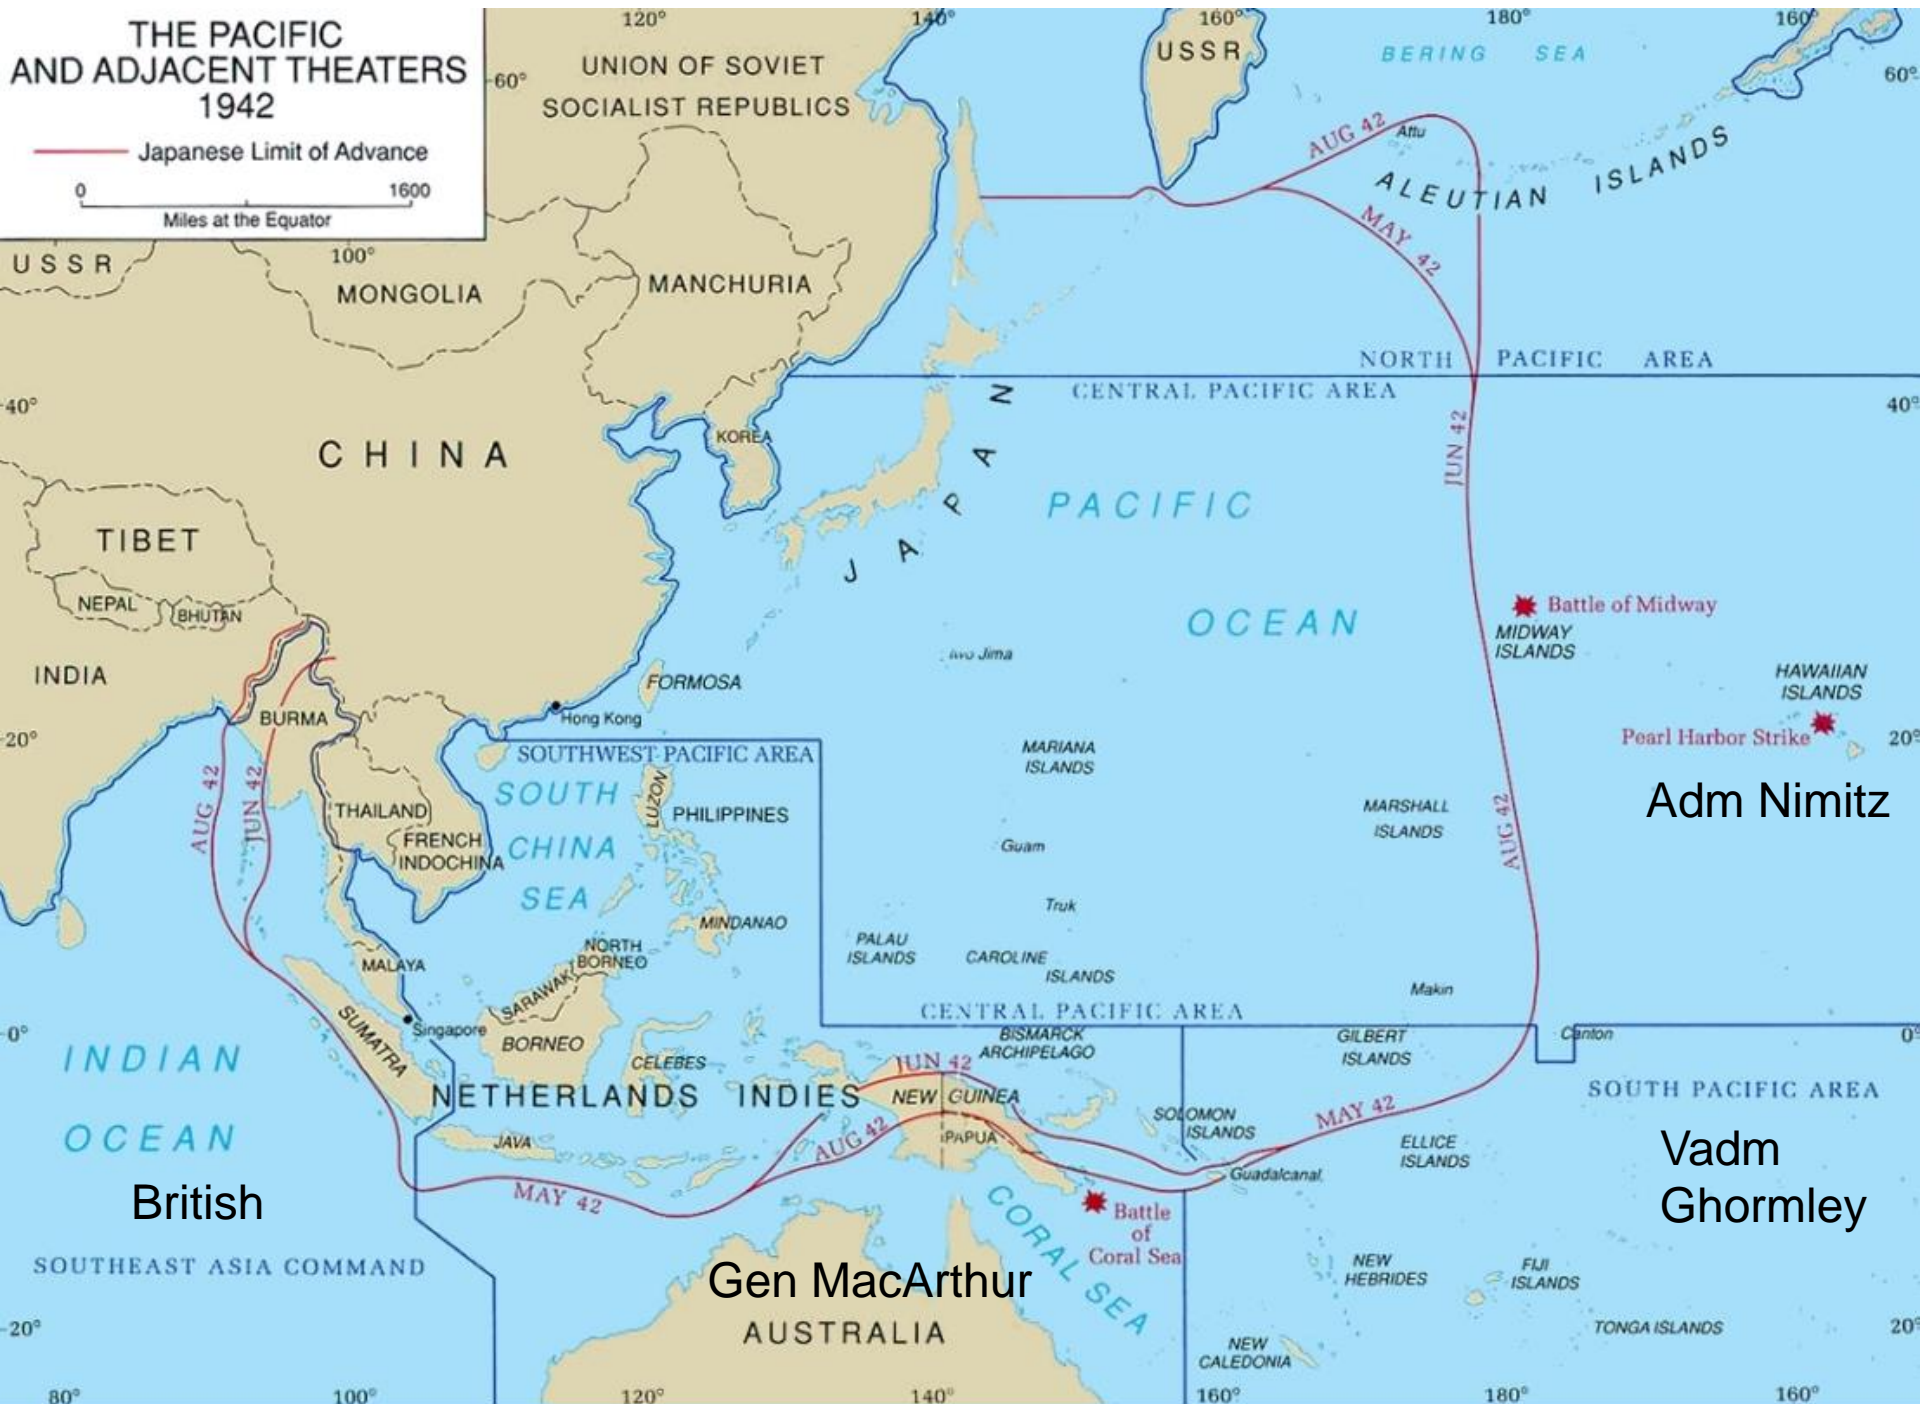 THE PACIFIC
AND ADJACENT THEATERS
1942
Japanese Limit of Advance
0 1600
Miles at the Equator
120° 140° 160° 180° 160°
60°
UNION OF SOVIET
SOCIALIST REPUBLICS
USSR
BERING SEA
60°
AUG 42
Attu
ALEUTIAN ISLANDS
MAY 42
USSR
100°
MONGOLIA
MANCHURIA
NORTH PACIFIC AREA
CENTRAL PACIFIC AREA
40°
40°
JUN 42
CHINA
KOREA
JAPAN
PACIFIC
OCEAN
TIBET
NEPAL
BHUTAN
INDIA
BURMA
Battle of Midway
MIDWAY
ISLANDS
Iwo Jima
FORMOSA
Hong Kong
HAWAIIAN
ISLANDS
Pearl Harbor Strike
20°
20°
Adm Nimitz
SOUTHWEST PACIFIC AREA
SOUTH
CHINA
SEA
LUZON
PHILIPPINES
MARIANA
ISLANDS
MARSHALL
ISLANDS
AUG 42
JUN 42
AUG 42
THAILAND
FRENCH
INDOCHINA
Guam
Truk
MINDANAO
PALAU
ISLANDS
CAROLINE
ISLANDS
NORTH
BORNEO
MALAYA
SARAWAK
Makin
CENTRAL PACIFIC AREA
SUMATRA
Singapore
BORNEO
CELEBES
BISMARCK
ARCHIPELAGO
GILBERT
ISLANDS
Canton
0°
0°
INDIAN
OCEAN
NETHERLANDS INDIES
JUN 42
NEW GUINEA
PAPUA
SOUTH PACIFIC AREA
SOLOMON
ISLANDS
MAY 42
JAVA
AUG 42
Guadalcanal
ELLICE
ISLANDS
Vadm
Ghormley
British
MAY 42
CORAL SEA
Battle
of
Coral Sea
SOUTHEAST ASIA COMMAND
Gen MacArthur
AUSTRALIA
NEW
HEBRIDES
FIJI
ISLANDS
TONGA ISLANDS
NEW
CALEDONIA
20°
20°
80° 100° 120° 140° 160° 180° 160°